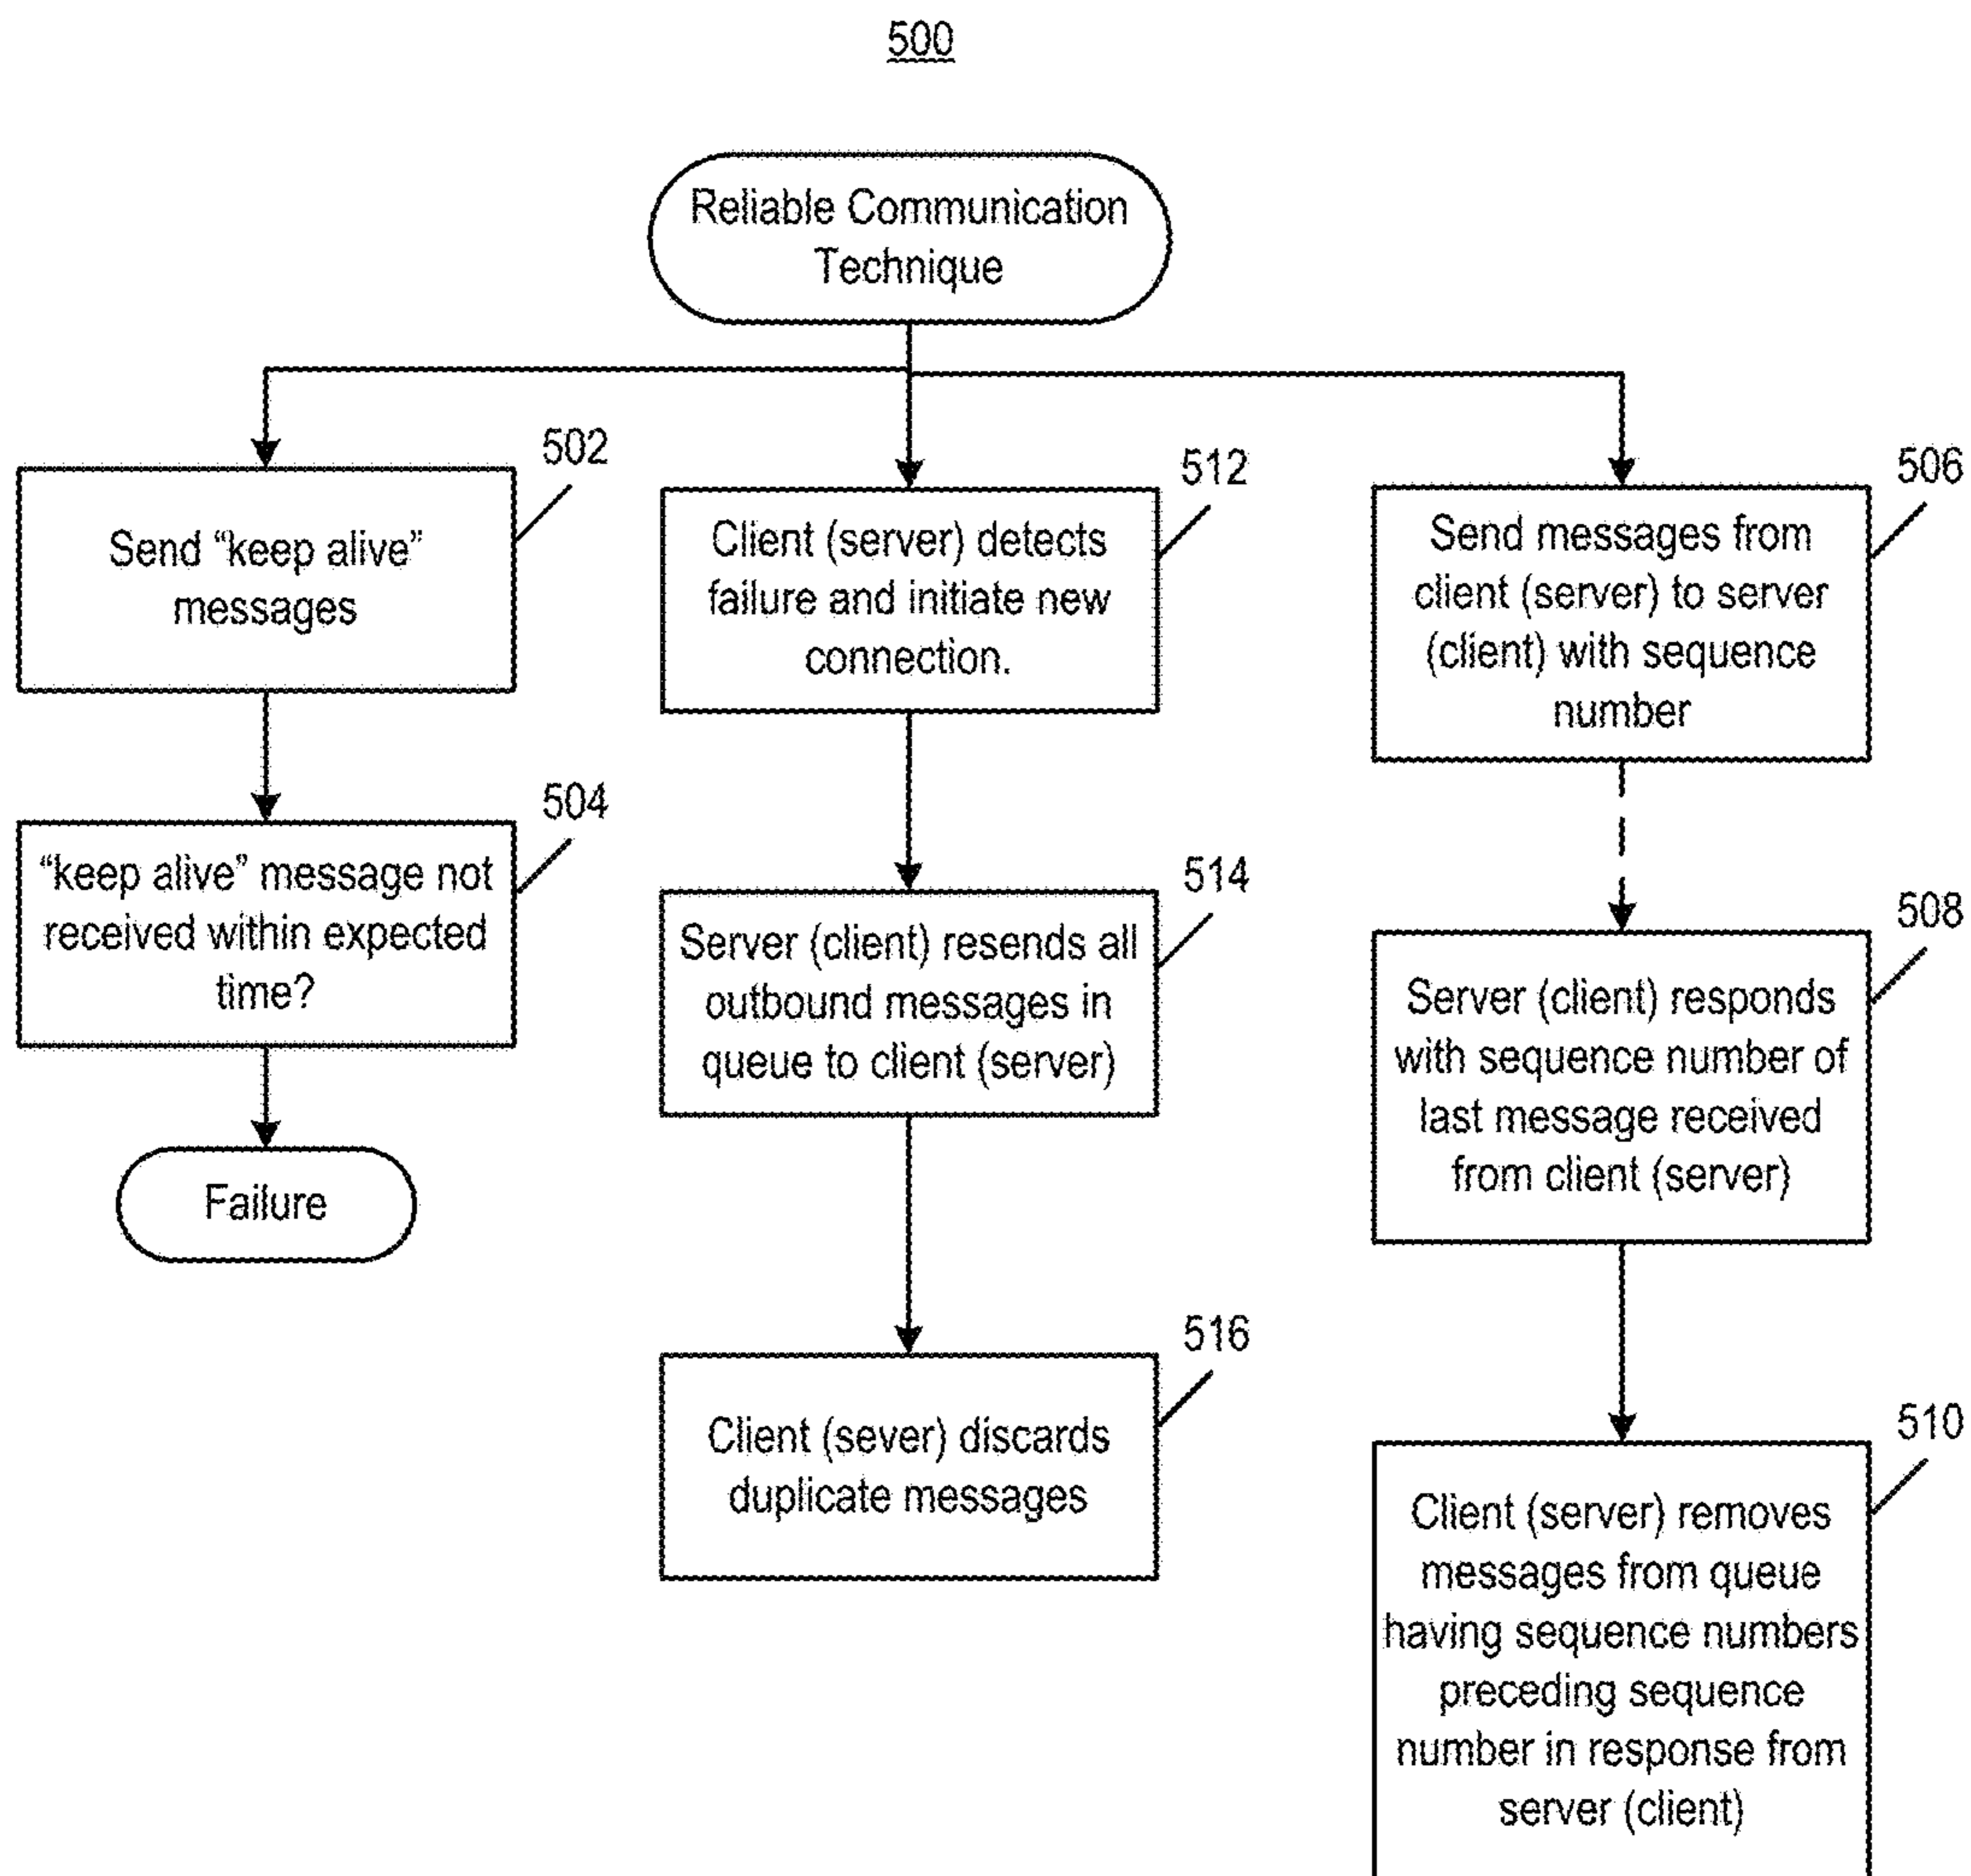 500
Reliable Communication
Technique
502
Send “keep alive”
messages
504
“keep alive” message not
received within expected
time?
Failure
512
Client (server) detects
failure and initiate new
connection.
514
Server (client) resends all
outbound messages in
queue to client (server)
516
Client (sever) discards
duplicate messages
506
Send messages from
client (server) to server
(client) with sequence
number
508
Server (client) responds
with sequence number of
last message received
from client (server)
510
Client (server) removes
messages from queue
having sequence numbers
preceding sequence
number in response from
server (client)